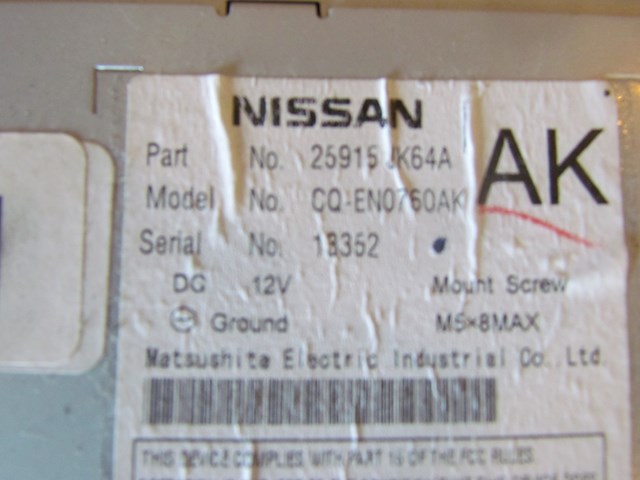 NISSAN
Part No. 25915 JK64A
AK
Model No. CQ-EN0760AK
Serial No. 13352
DC 12V Mount Screw
Ground M5×8MAX
Matsushita Electric Industrial Co., Ltd.
THIS DEVICE COMPLIES WITH PART 15 OF THE FCC RULES